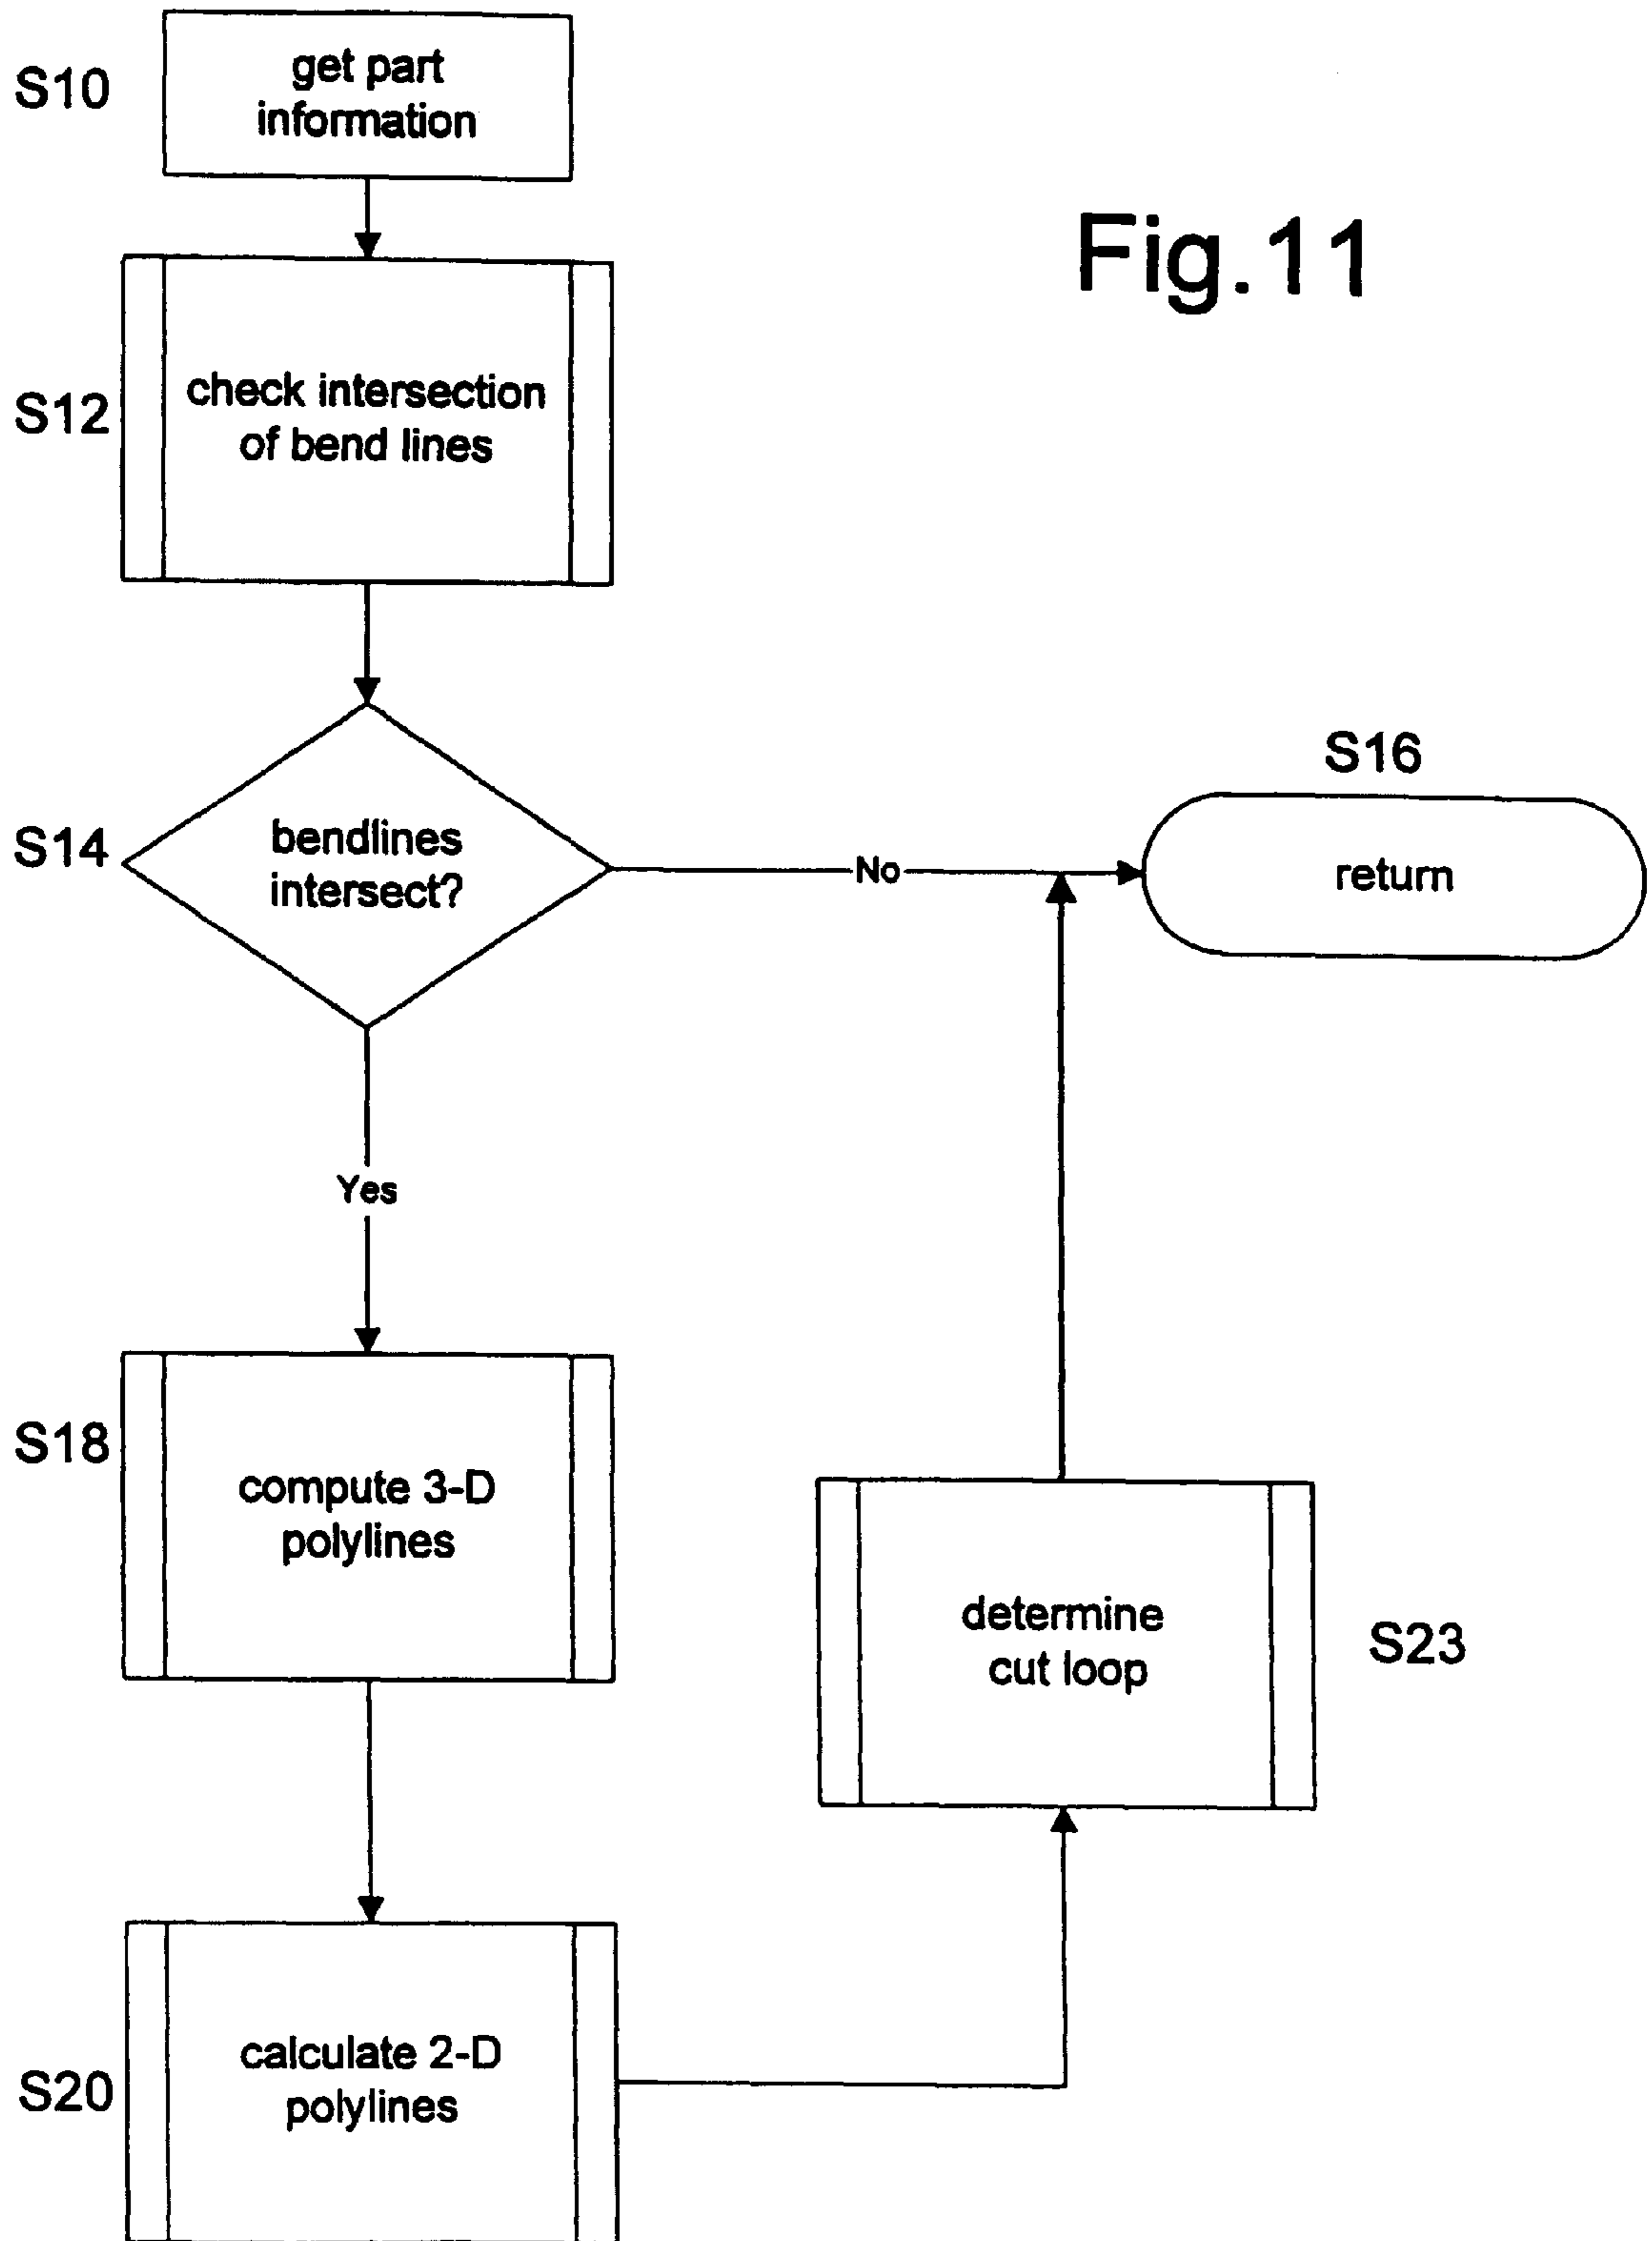 S10
get part
information
Fig.11
S12
check intersection
of bend lines
S14
bendlines
intersect?
No
S16
return
Yes
S18
compute 3-D
polylines
determine
cut loop
S23
S20
calculate 2-D
polylines